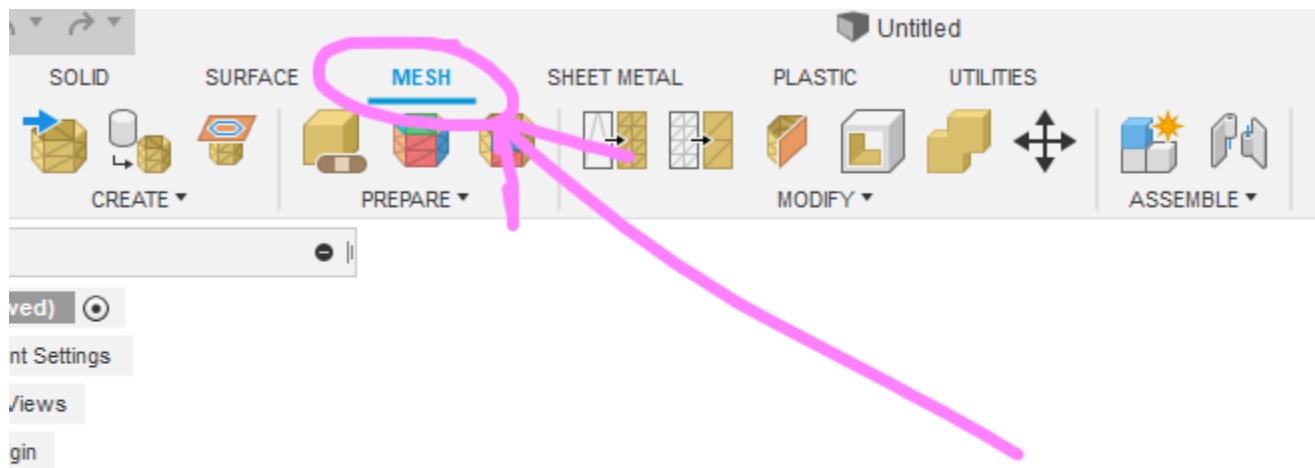 Untitled
SOLID SURFACE MESH SHEET METAL PLASTIC UTILITIES
CREATE PREPARE MODIFY ASSEMBLE
ved)
nt Settings
Views
gin